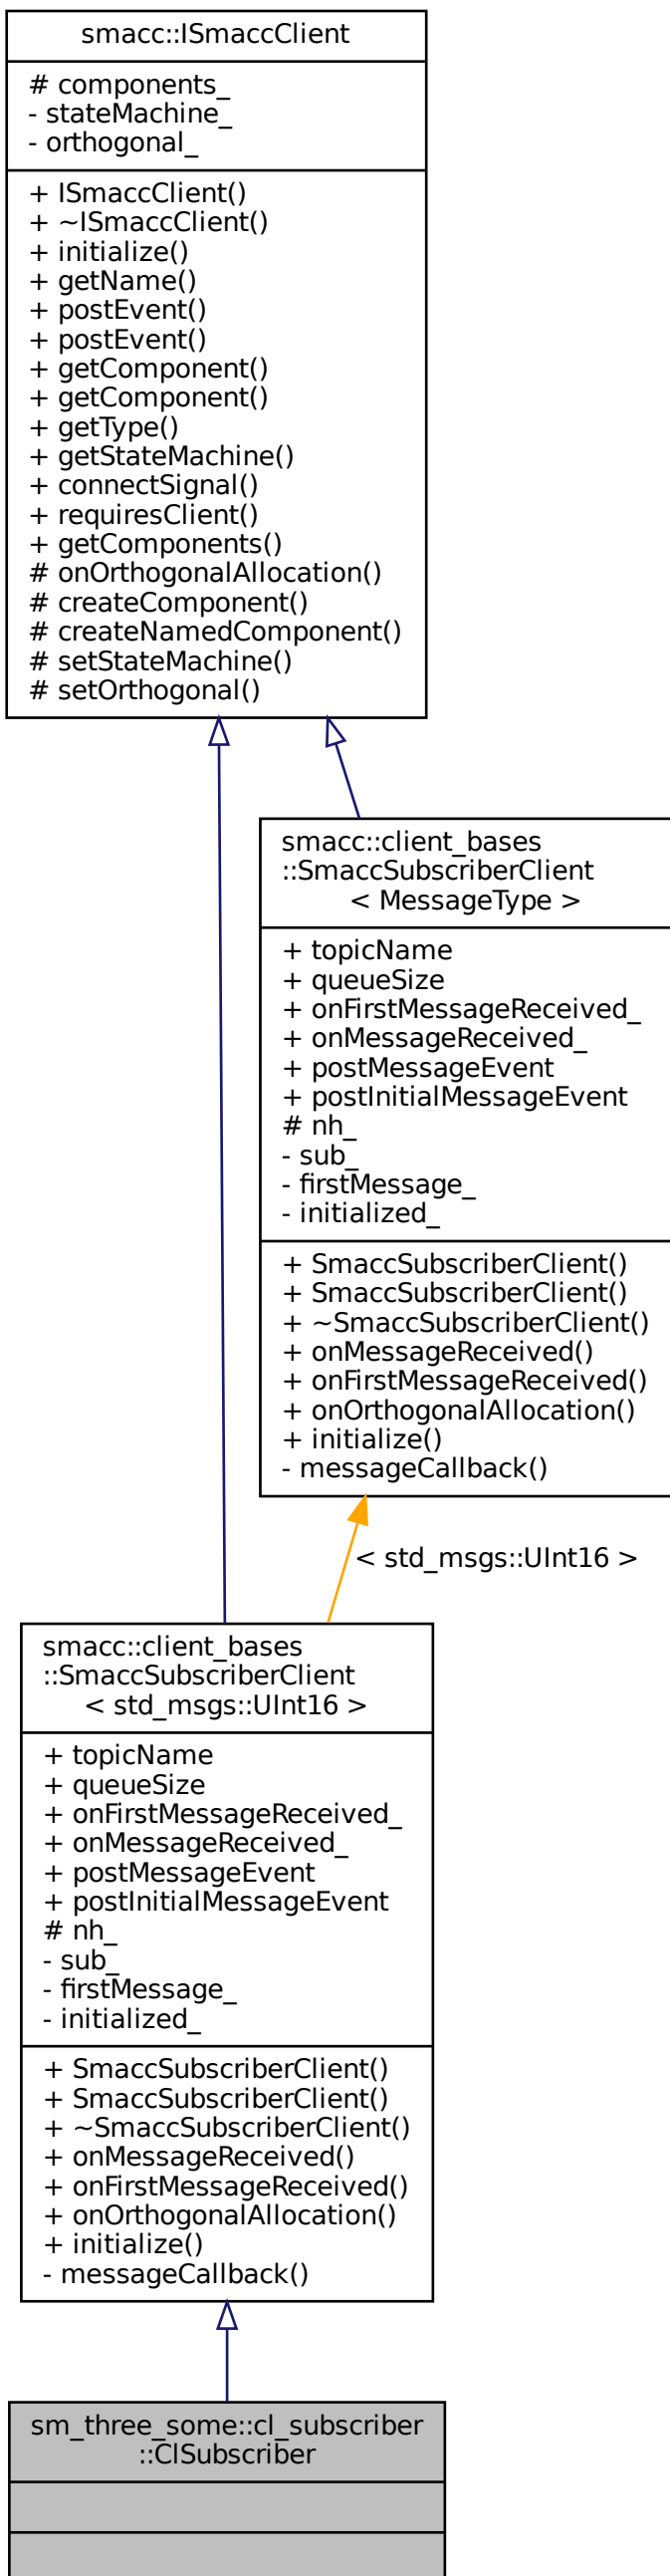 smacc::ISmaccClient
# components_
- stateMachine_
- orthogonal_
+ ISmaccClient()
+ ~ISmaccClient()
+ initialize()
+ getName()
+ postEvent()
+ postEvent()
+ getComponent()
+ getComponent()
+ getType()
+ getStateMachine()
+ connectSignal()
+ requiresClient()
+ getComponents()
# onOrthogonalAllocation()
# createComponent()
# createNamedComponent()
# setStateMachine()
# setOrthogonal()
smacc::client_bases
::SmaccSubscriberClient
< MessageType >
+ topicName
+ queueSize
+ onFirstMessageReceived_
+ onMessageReceived_
+ postMessageEvent
+ postInitialMessageEvent
# nh_
- sub_
- firstMessage_
- initialized_
+ SmaccSubscriberClient()
+ SmaccSubscriberClient()
+ ~SmaccSubscriberClient()
+ onMessageReceived()
+ onFirstMessageReceived()
+ onOrthogonalAllocation()
+ initialize()
- messageCallback()
< std_msgs::UInt16 >
smacc::client_bases
::SmaccSubscriberClient
< std_msgs::UInt16 >
+ topicName
+ queueSize
+ onFirstMessageReceived_
+ onMessageReceived_
+ postMessageEvent
+ postInitialMessageEvent
# nh_
- sub_
- firstMessage_
- initialized_
+ SmaccSubscriberClient()
+ SmaccSubscriberClient()
+ ~SmaccSubscriberClient()
+ onMessageReceived()
+ onFirstMessageReceived()
+ onOrthogonalAllocation()
+ initialize()
- messageCallback()
sm_three_some::cl_subscriber
::ClSubscriber